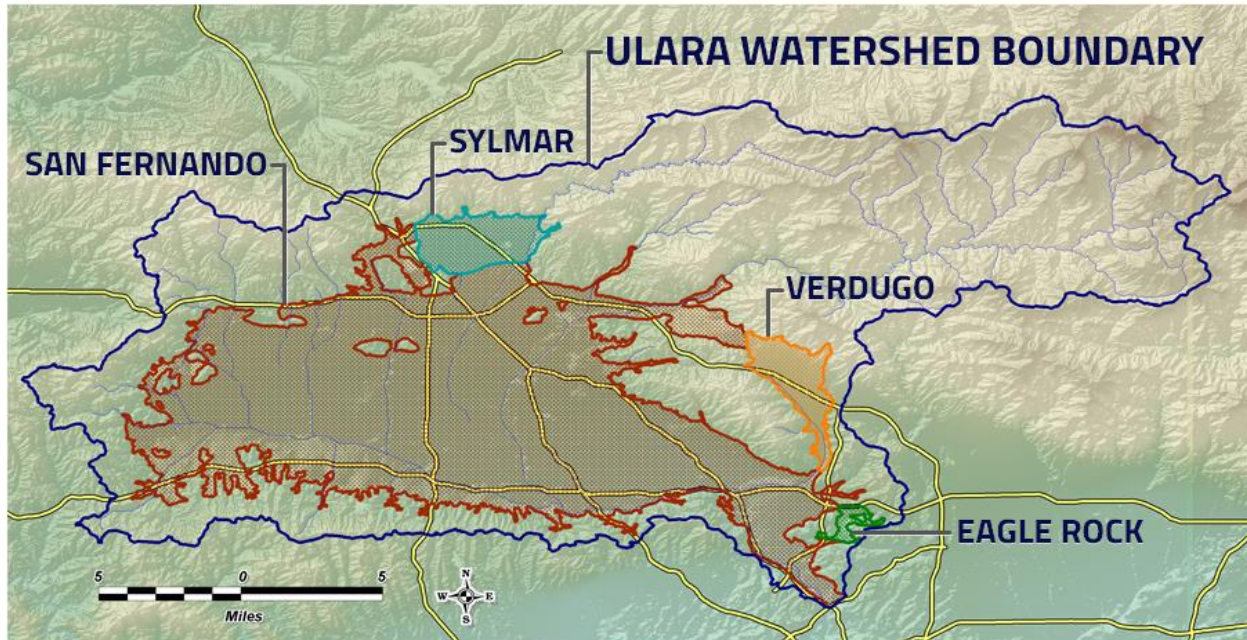 ULARA WATERSHED BOUNDARY
SYLMAR
SAN FERNANDO
VERDUGO
EAGLE ROCK
5 0 5
Miles
N
W E
S